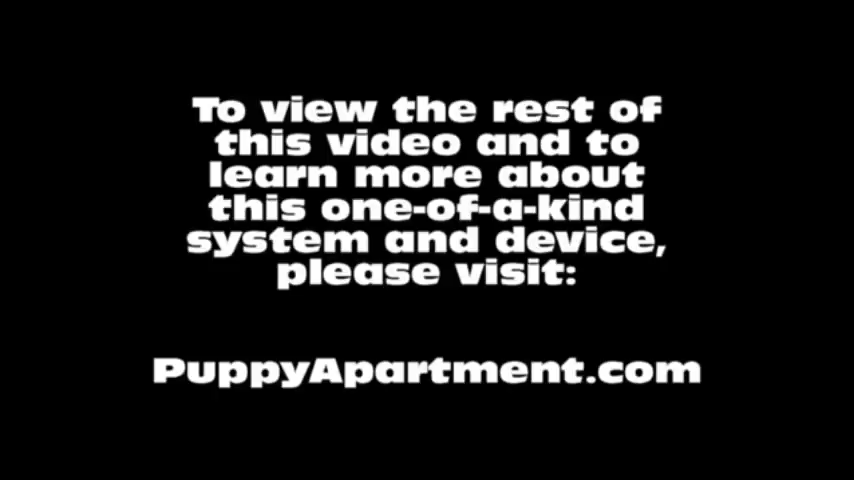 To view the rest of
this video and to
learn more about
this one-of-a-kind
system and device,
please visit:
PuppyApartment.com